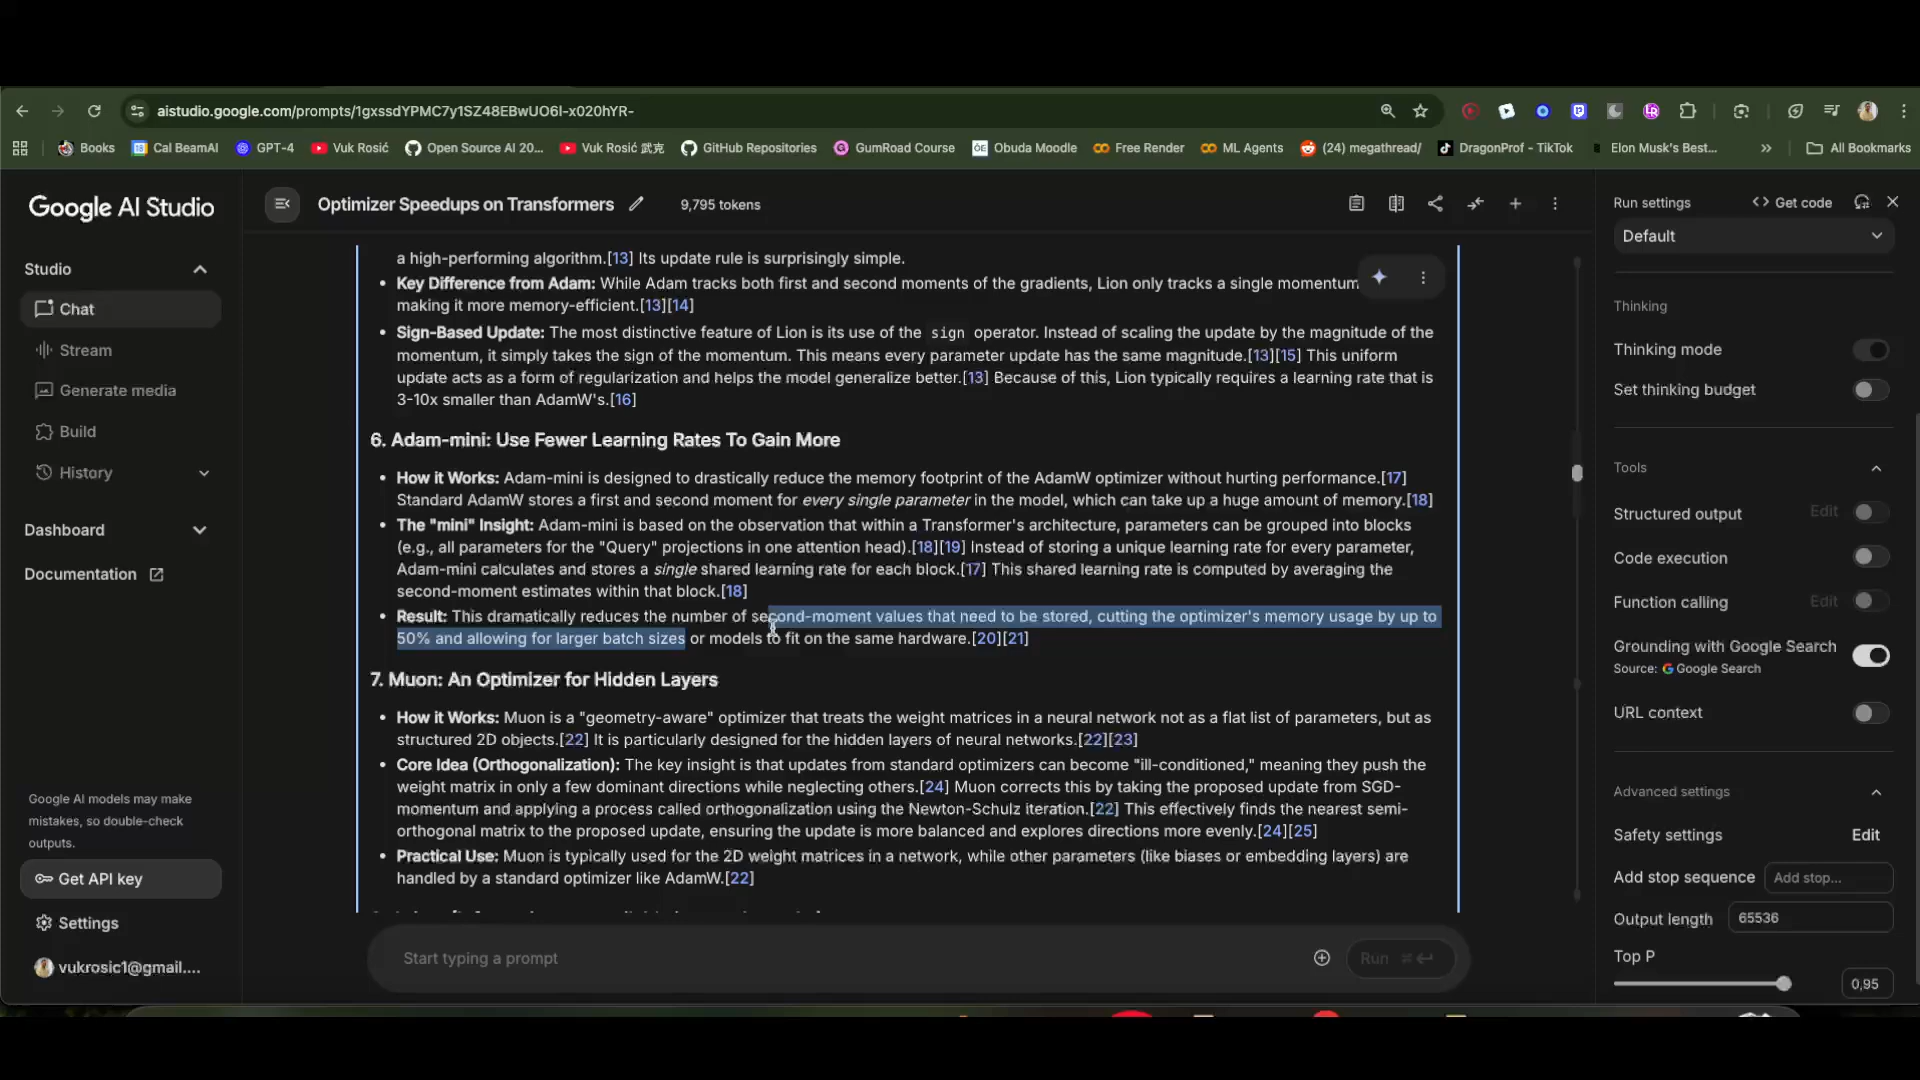 aistudio.google.com/prompts/1gxssdYPMC7y1SZ48EBwUO6I-x020hYR-
Books
Cal BeamAI
GPT-4
Vuk Rosić
Open Source AI 20...
Vuk Rosić 武克
GitHub Repositories
GumRoad Course
Obuda Moodle
Free Render
ML Agents
(24) megathread/
DragonProf - TikTok
Elon Musk's Best...
All Bookmarks
Google AI Studio
Studio
Chat
Stream
Generate media
Build
History
Dashboard
Documentation
Google AI models may make
mistakes, so double-check
outputs.
Get API key
Settings
vukrosic1@gmail....
Optimizer Speedups on Transformers
9,795 tokens
a high-performing algorithm.[13] Its update rule is surprisingly simple.
• Key Difference from Adam: While Adam tracks both first and second moments of the gradients, Lion only tracks a single momentum
making it more memory-efficient.[13][14]
• Sign-Based Update: The most distinctive feature of Lion is its use of the sign operator. Instead of scaling the update by the magnitude of the
momentum, it simply takes the sign of the momentum. This means every parameter update has the same magnitude.[13][15] This uniform
update acts as a form of regularization and helps the model generalize better.[13] Because of this, Lion typically requires a learning rate that is
3-10x smaller than AdamW's.[16]
6. Adam-mini: Use Fewer Learning Rates To Gain More
• How it Works: Adam-mini is designed to drastically reduce the memory footprint of the AdamW optimizer without hurting performance.[17]
Standard AdamW stores a first and second moment for every single parameter in the model, which can take up a huge amount of memory.[18]
• The "mini" Insight: Adam-mini is based on the observation that within a Transformer's architecture, parameters can be grouped into blocks
(e.g., all parameters for the "Query" projections in one attention head).[18][19] Instead of storing a unique learning rate for every parameter,
Adam-mini calculates and stores a single shared learning rate for each block.[17] This shared learning rate is computed by averaging the
second-moment estimates within that block.[18]
• Result: This dramatically reduces the number of second-moment values that need to be stored, cutting the optimizer's memory usage by up to
50% and allowing for larger batch sizes or models to fit on the same hardware.[20][21]
7. Muon: An Optimizer for Hidden Layers
• How it Works: Muon is a "geometry-aware" optimizer that treats the weight matrices in a neural network not as a flat list of parameters, but as
structured 2D objects.[22] It is particularly designed for the hidden layers of neural networks.[22][23]
• Core Idea (Orthogonalization): The key insight is that updates from standard optimizers can become "ill-conditioned," meaning they push the
weight matrix in only a few dominant directions while neglecting others.[24] Muon corrects this by taking the proposed update from SGD-
momentum and applying a process called orthogonalization using the Newton-Schulz iteration.[22] This effectively finds the nearest semi-
orthogonal matrix to the proposed update, ensuring the update is more balanced and explores directions more evenly.[24][25]
• Practical Use: Muon is typically used for the 2D weight matrices in a network, while other parameters (like biases or embedding layers) are
handled by a standard optimizer like AdamW.[22]
Start typing a prompt
Run
Run settings
Get code
Default
Thinking
Thinking mode
Set thinking budget
Tools
Structured output
Edit
Code execution
Function calling
Edit
Grounding with Google Search
Source: Google Search
URL context
Advanced settings
Safety settings
Edit
Add stop sequence
Add stop...
Output length
65536
Top P
0,95